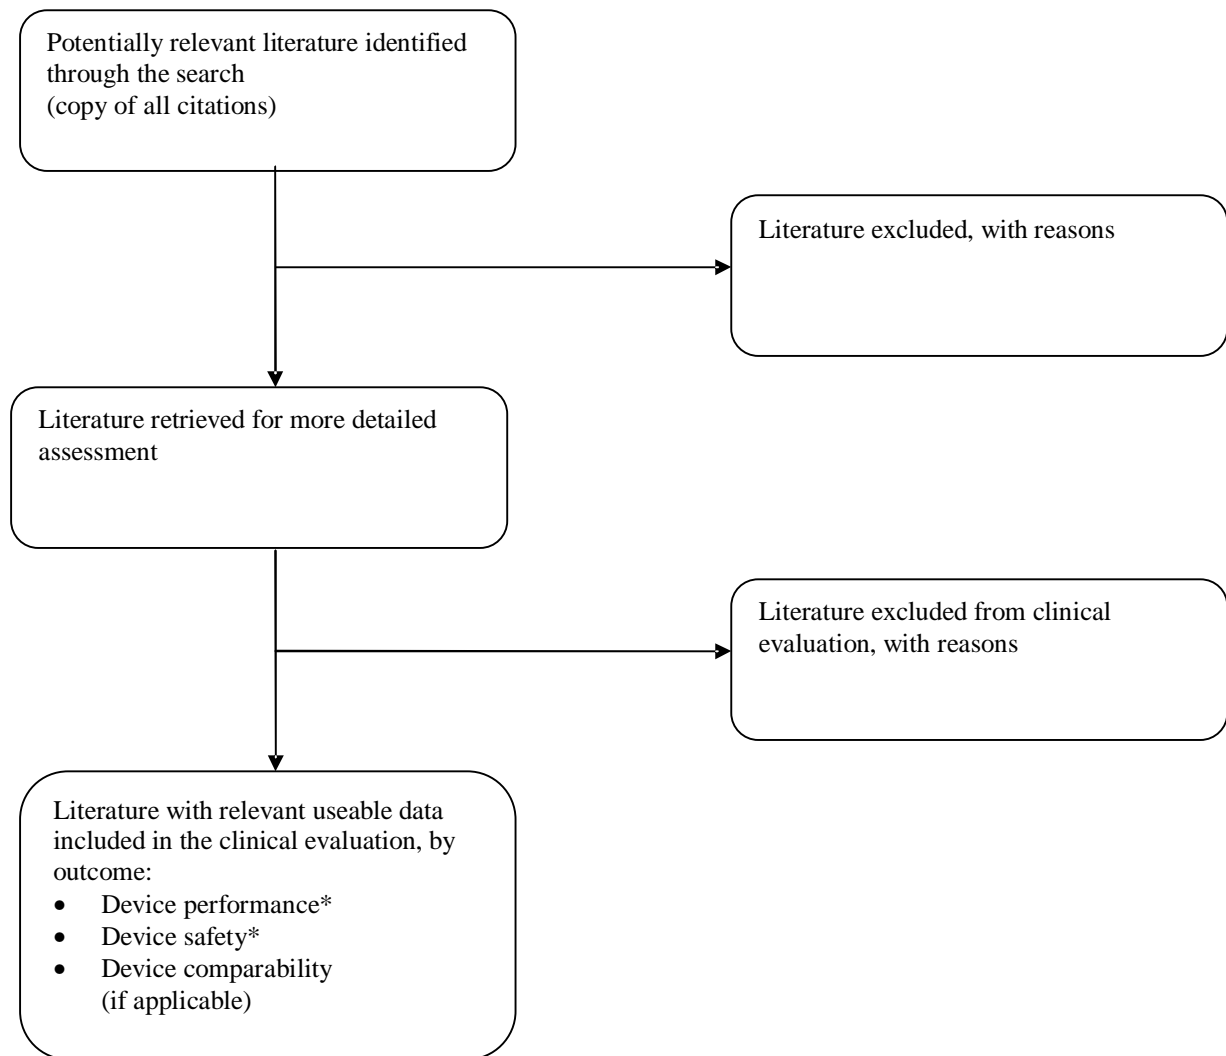 Potentially relevant literature identified
through the search
(copy of all citations)
Literature excluded, with reasons
Literature retrieved for more detailed
assessment
Literature excluded from clinical
evaluation, with reasons
Literature with relevant useable data
included in the clinical evaluation, by
outcome:
• Device performance*
• Device safety*
• Device comparability
(if applicable)